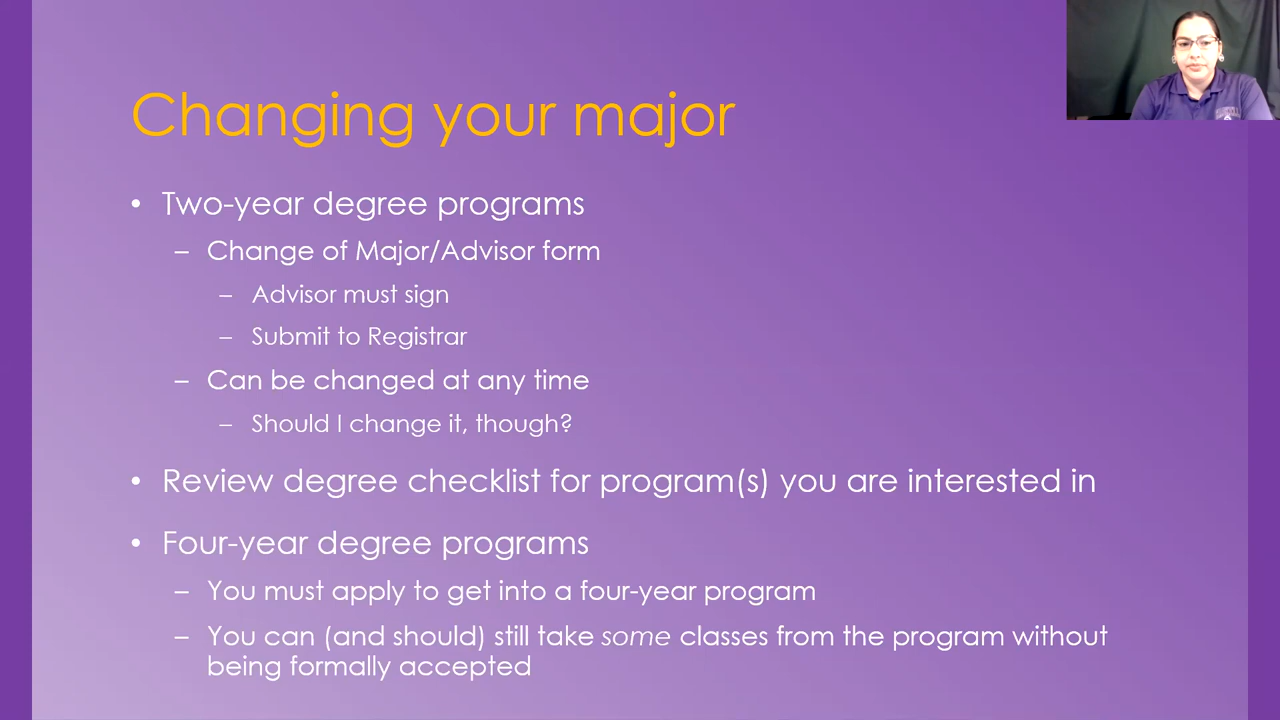 Changing your major
• Two-year degree programs
– Change of Major/Advisor form
– Advisor must sign
– Submit to Registrar
– Can be changed at any time
– Should I change it, though?
• Review degree checklist for program(s) you are interested in
• Four-year degree programs
– You must apply to get into a four-year program
– You can (and should) still take some classes from the program without
being formally accepted